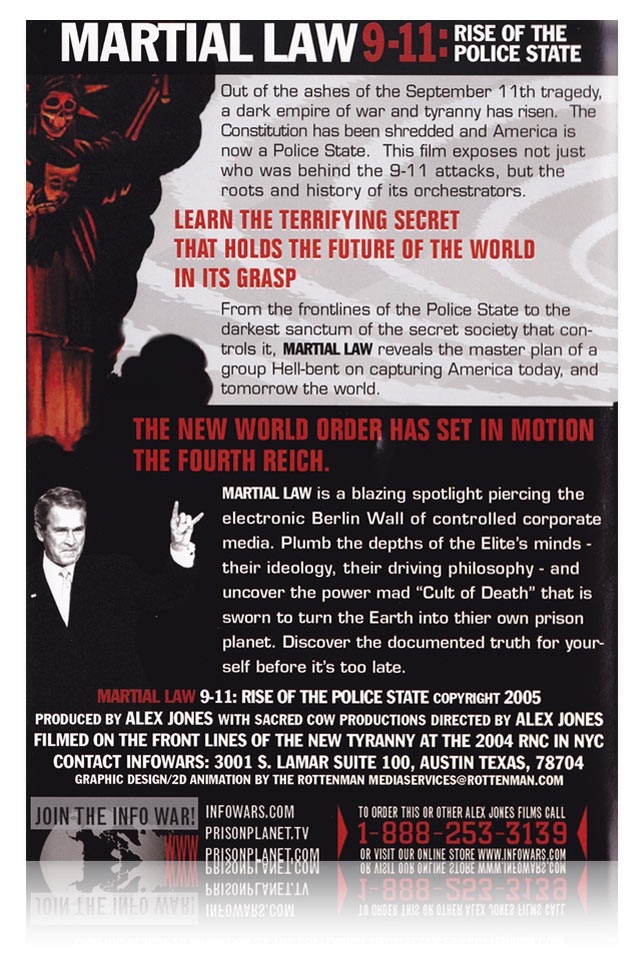 MARTIAL LAW 9-11: RISE OF THE
POLICE STATE
Out of the ashes of the September 11th tragedy,
a dark empire of war and tyranny has risen. The
Constitution has been shredded and America is
now a Police State. This film exposes not just
who was behind the 9-11 attacks, but the
roots and history of its orchestrators.
LEARN THE TERRIFYING SECRET
THAT HOLDS THE FUTURE OF THE WORLD
IN ITS GRASP
From the frontlines of the Police State to the
darkest sanctum of the secret society that con-
trols it, MARTIAL LAW reveals the master plan of a
group Hell-bent on capturing America today, and
tomorrow the world.
THE NEW WORLD ORDER HAS SET IN MOTION
THE FOURTH REICH.
MARTIAL LAW is a blazing spotlight piercing the
electronic Berlin Wall of controlled corporate
media. Plumb the depths of the Elite's minds -
their ideology, their driving philosophy - and
uncover the power mad "Cult of Death" that is
sworn to turn the Earth into thier own prison
planet. Discover the documented truth for your-
self before it's too late.
MARTIAL LAW 9-11: RISE OF THE POLICE STATE COPYRIGHT 2005
PRODUCED BY ALEX JONES WITH SACRED COW PRODUCTIONS DIRECTED BY ALEX JONES
FILMED ON THE FRONT LINES OF THE NEW TYRANNY AT THE 2004 RNC IN NYC
CONTACT INFOWARS: 3001 S. LAMAR SUITE 100, AUSTIN TEXAS, 78704
GRAPHIC DESIGN/2D ANIMATION BY THE ROTTENMAN MEDIASERVICES@ROTTENMAN.COM
JOIN THE INFO WAR!
WWW
INFOWARS.COM
PRISONPLANET.TV
PRISONPLANET.COM
TO ORDER THIS OR OTHER ALEX JONES FILMS CALL
1-888-253-3139
OR VISIT OUR ONLINE STORE WWW.INFOWARS.COM